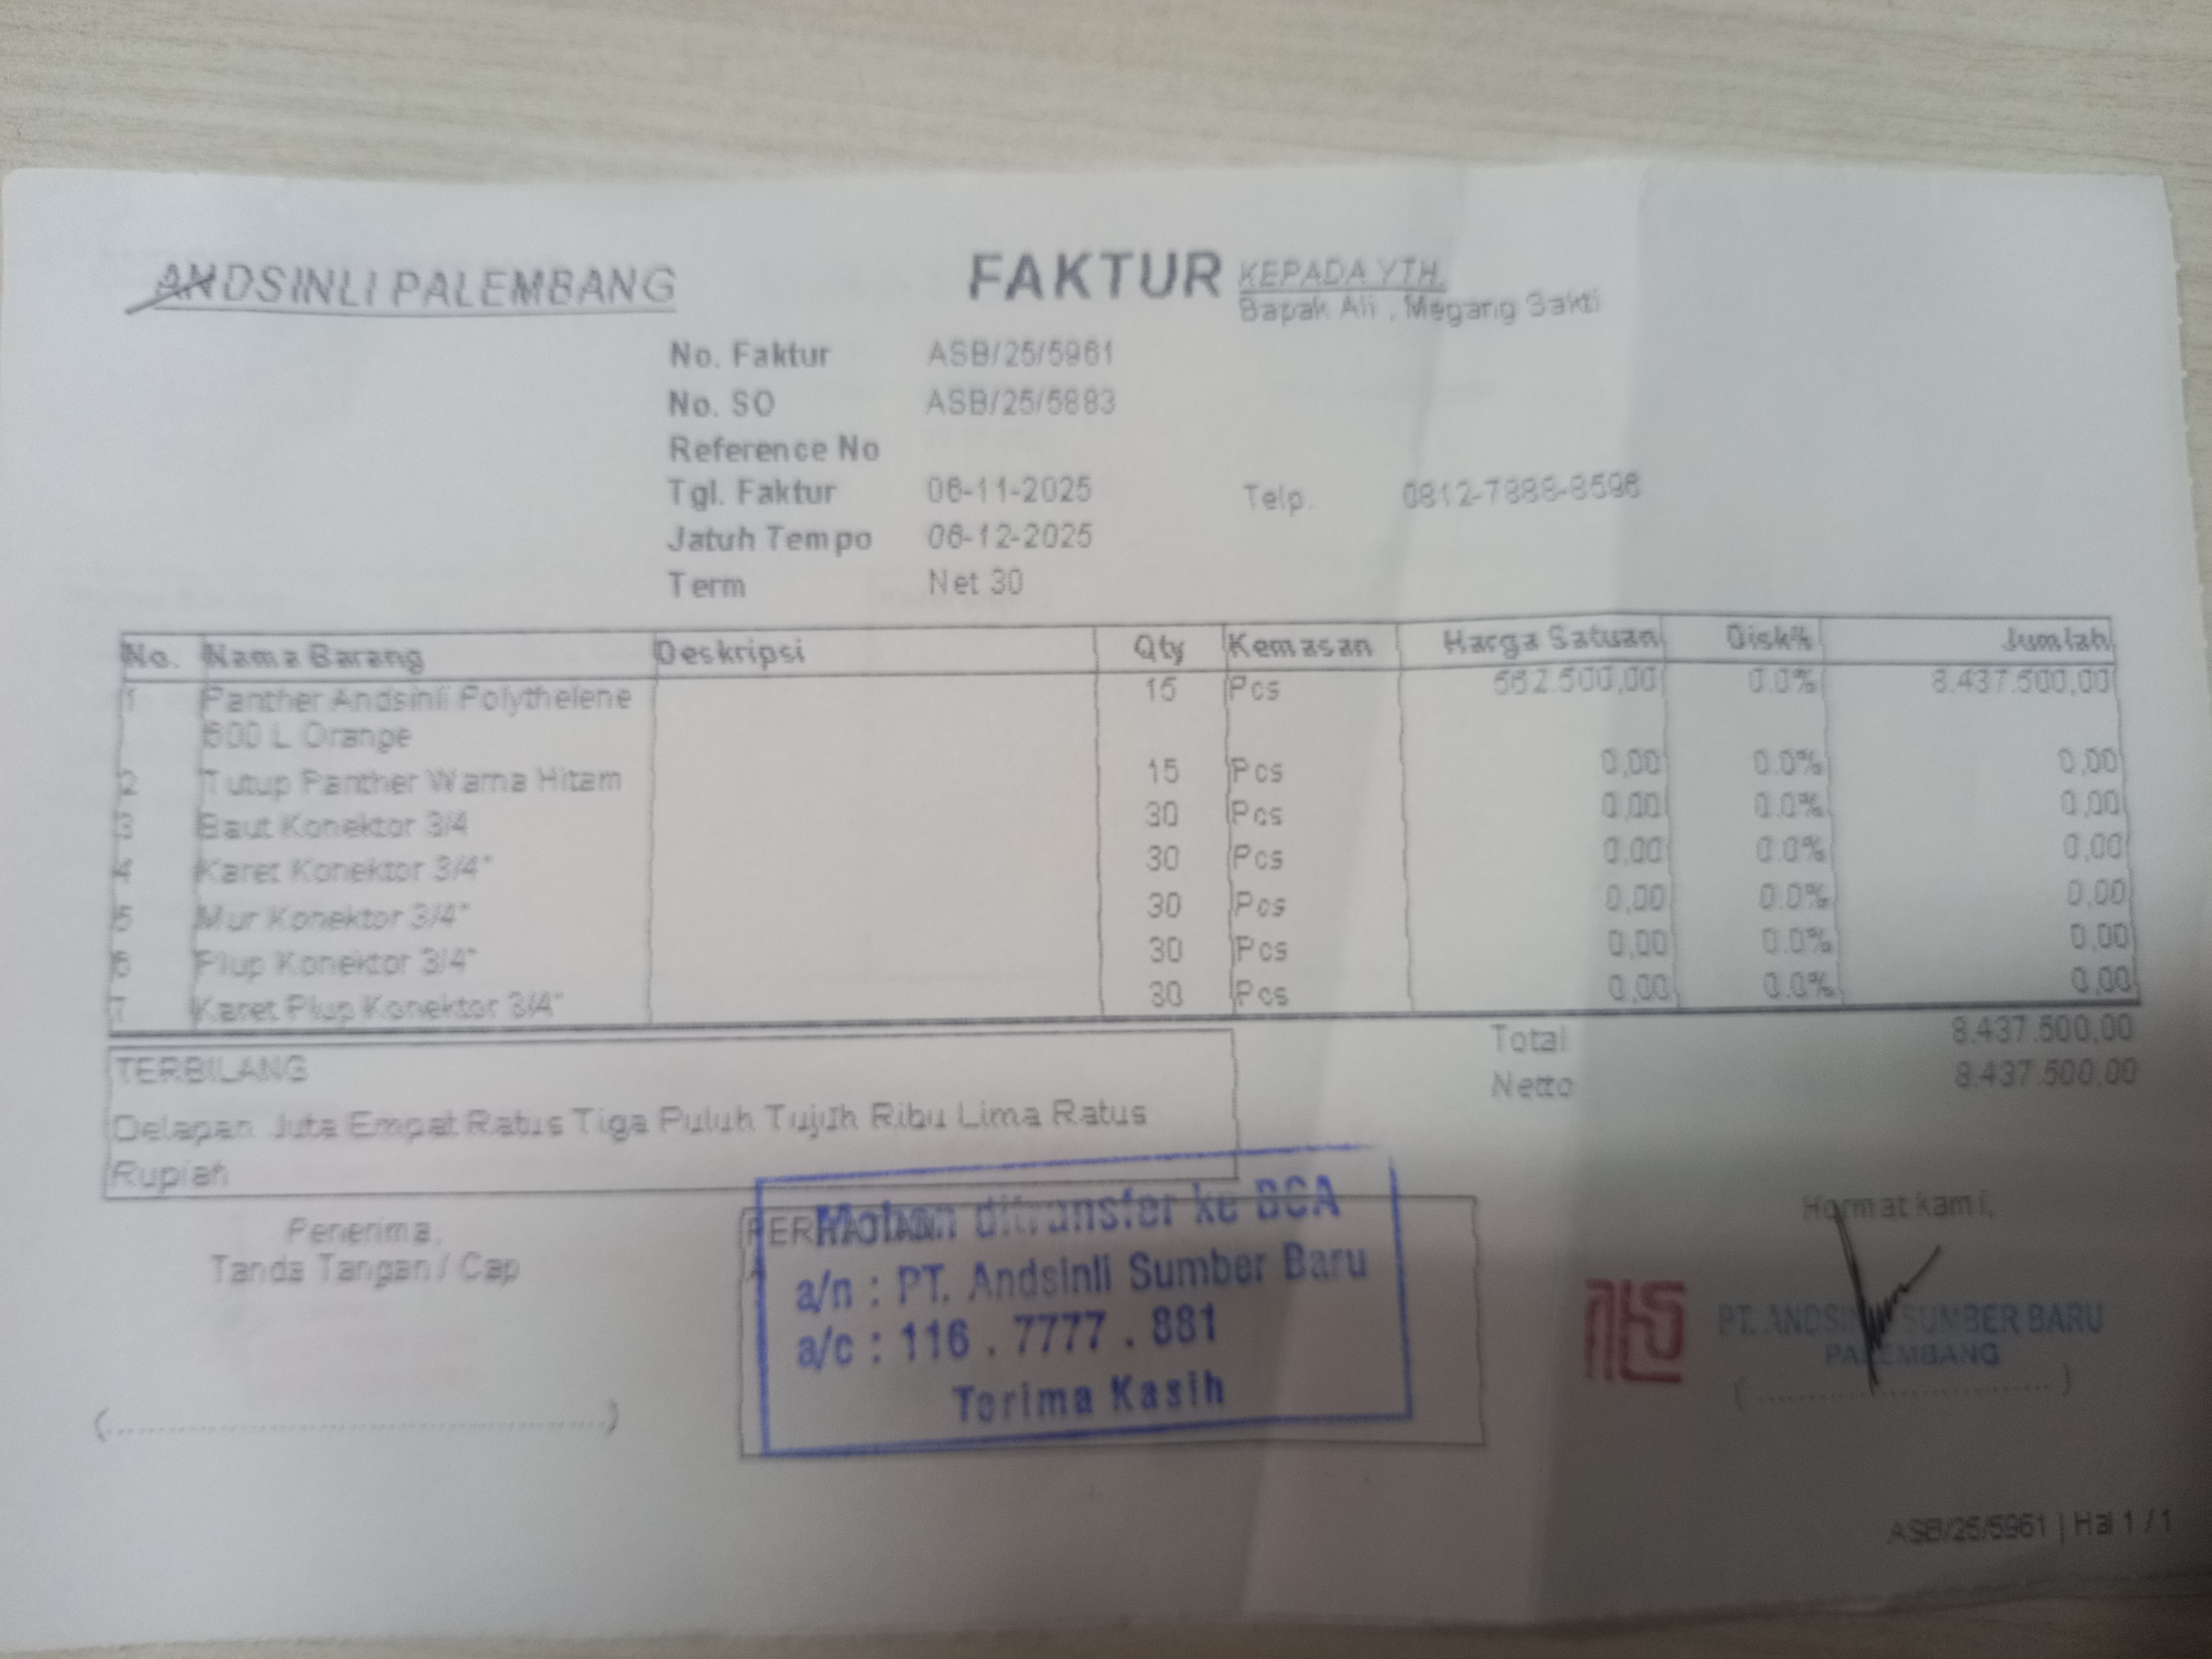 ANDSINLI PALEMBANG
FAKTUR
KEPADA YTH.
Bapak Ali , Megang Sakti
No. Faktur ASB/25/5961
No. SO ASB/25/5883
Reference No
Tgl. Faktur 06-11-2025
Telp. 0812-7888-8596
Jatuh Tempo 06-12-2025
Term Net 30
No. Nama Barang Deskripsi Qty Kemasan Harga Satuan Disk% Jumlah
1 Panther Andsinli Polythelene 15 Pcs 562.500,00 0.0% 8.437.500,00
600 L Orange
2 Tutup Panther Warna Hitam 15 Pcs 0,00 0.0% 0,00
3 Baut Konektor 3/4 30 Pcs 0,00 0.0% 0,00
4 Karet Konektor 3/4" 30 Pcs 0,00 0.0% 0,00
5 Mur Konektor 3/4" 30 Pcs 0,00 0.0% 0,00
6 Plup Konektor 3/4" 30 Pcs 0,00 0.0% 0,00
7 Karet Plup Konektor 3/4" 30 Pcs 0,00 0.0% 0,00
Total 8.437.500,00
Netto 8.437.500,00
TERBILANG
Delapan Juta Empat Ratus Tiga Puluh Tujuh Ribu Lima Ratus
Rupiah
Penerima,
Tanda Tangan / Cap
Mohon ditransfer ke BCA
a/n : PT. Andsinli Sumber Baru
a/c : 116 . 7777 . 881
Terima Kasih
Hormat kami,
PT. ANDSINLI SUMBER BARU
PALEMBANG
ASB/25/5961 | Hal 1 / 1